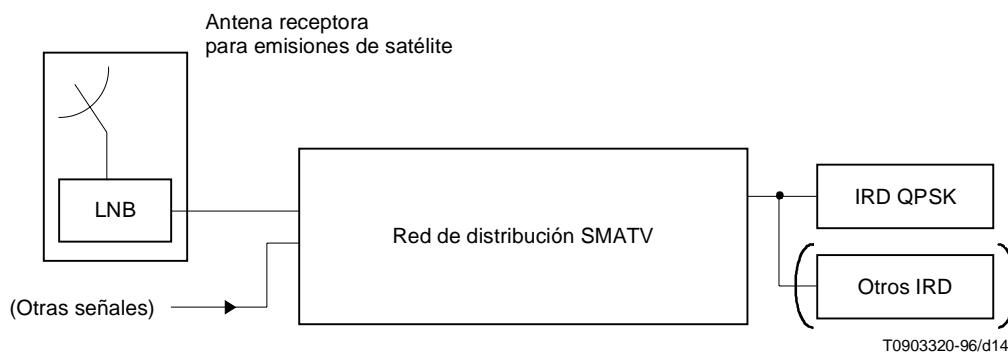 Antena receptora
para emisiones de satélite
LNB
(Otras señales)
Red de distribución SMATV
IRD QPSK
Otros IRD
T0903320-96/d14